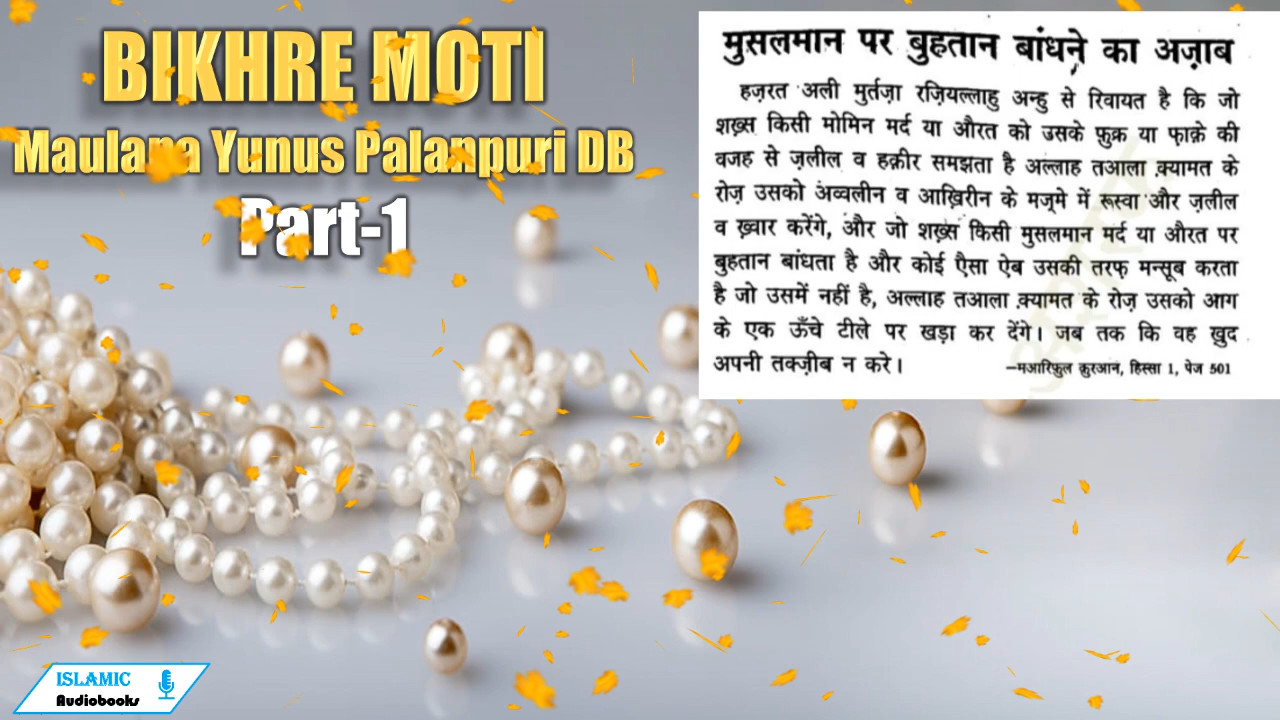 BIKHRE MOTI
Maulana Yunus Palanpuri DB
Part-1
मुसलमान पर बुहतान बांधने का अज़ाब
हज़रत अली मुर्तज़ा रज़ियल्लाहु अन्हु से रिवायत है कि जो
शख़्स किसी मोमिन मर्द या औरत को उसके फ़ुक़्र या फ़ाक़े की
वजह से ज़लील व हक़ीर समझता है अल्लाह तआला क़्यामत के
रोज़ उसको अव्वलीन व आख़िरीन के मज्मे में रूस्वा और ज़लील
व ख़्वार करेंगे, और जो शख़्स किसी मुसलमान मर्द या औरत पर
बुहतान बांधता है और कोई ऐसा ऐब उसकी तरफ़ मन्सूब करता
है जो उसमें नहीं है, अल्लाह तआला क़्यामत के रोज़ उसको आग
के एक ऊँचे टीले पर खड़ा कर देंगे। जब तक कि वह ख़ुद
अपनी तक्ज़ीब न करे।
—मआरिफ़ुल क़ुरआन, हिस्सा 1, पेज 501
ISLAMIC
Audiobooks